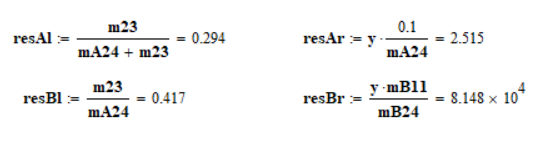 resAl := m23 / (mA24 + m23) = 0.294
resAr := y · 0.1 / mA24 = 2.515
resBl := m23 / mA24 = 0.417
resBr := y · mB11 / mB24 = 8.148 × 10^4